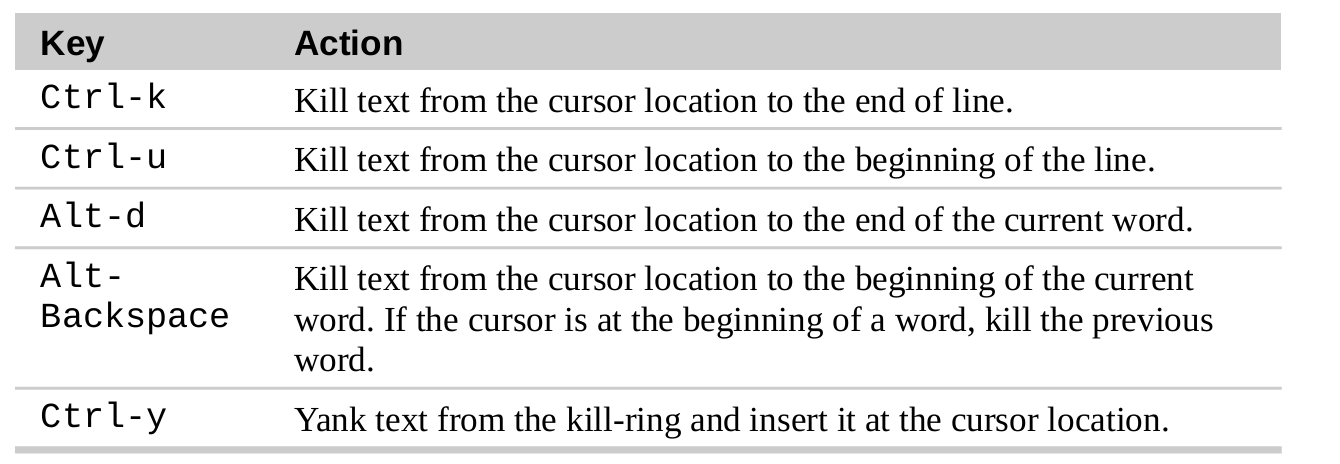 Key Action
Ctrl-k Kill text from the cursor location to the end of line.
Ctrl-u Kill text from the cursor location to the beginning of the line.
Alt-d Kill text from the cursor location to the end of the current word.
Alt- Kill text from the cursor location to the beginning of the current
Backspace word. If the cursor is at the beginning of a word, kill the previous
word.
Ctrl-y Yank text from the kill-ring and insert it at the cursor location.